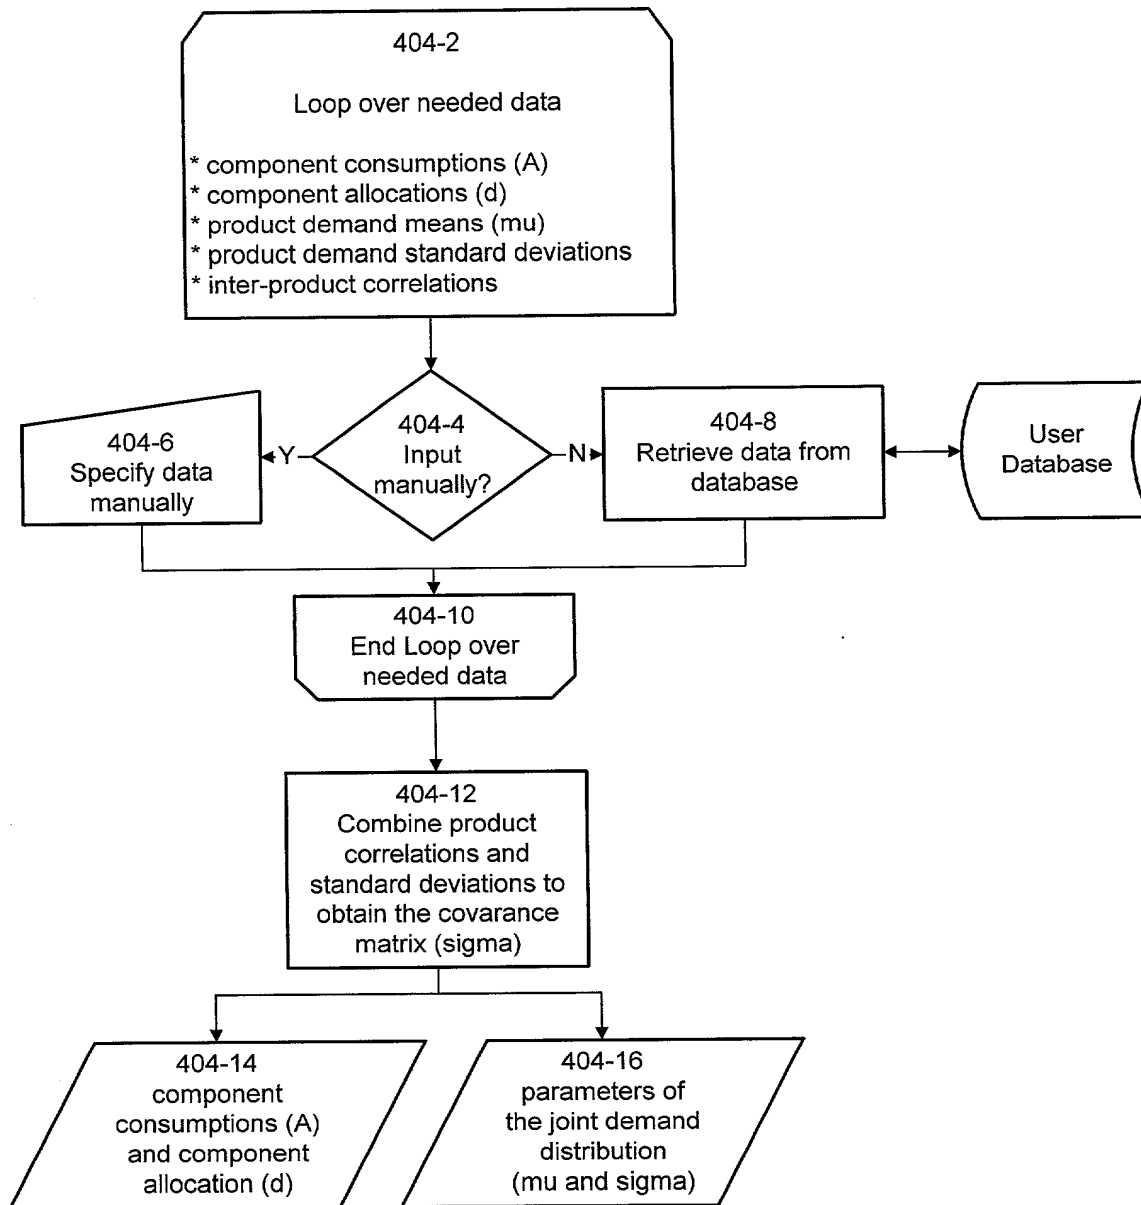 404-2
Loop over needed data
* component consumptions (A)
* component allocations (d)
* product demand means (mu)
* product demand standard deviations
* inter-product correlations
404-4
Input
manually?
Y
N
404-6
Specify data
manually
404-8
Retrieve data from
database
User
Database
404-10
End Loop over
needed data
404-12
Combine product
correlations and
standard deviations to
obtain the covarance
matrix (sigma)
404-14
component
consumptions (A)
and component
allocation (d)
404-16
parameters of
the joint demand
distribution
(mu and sigma)